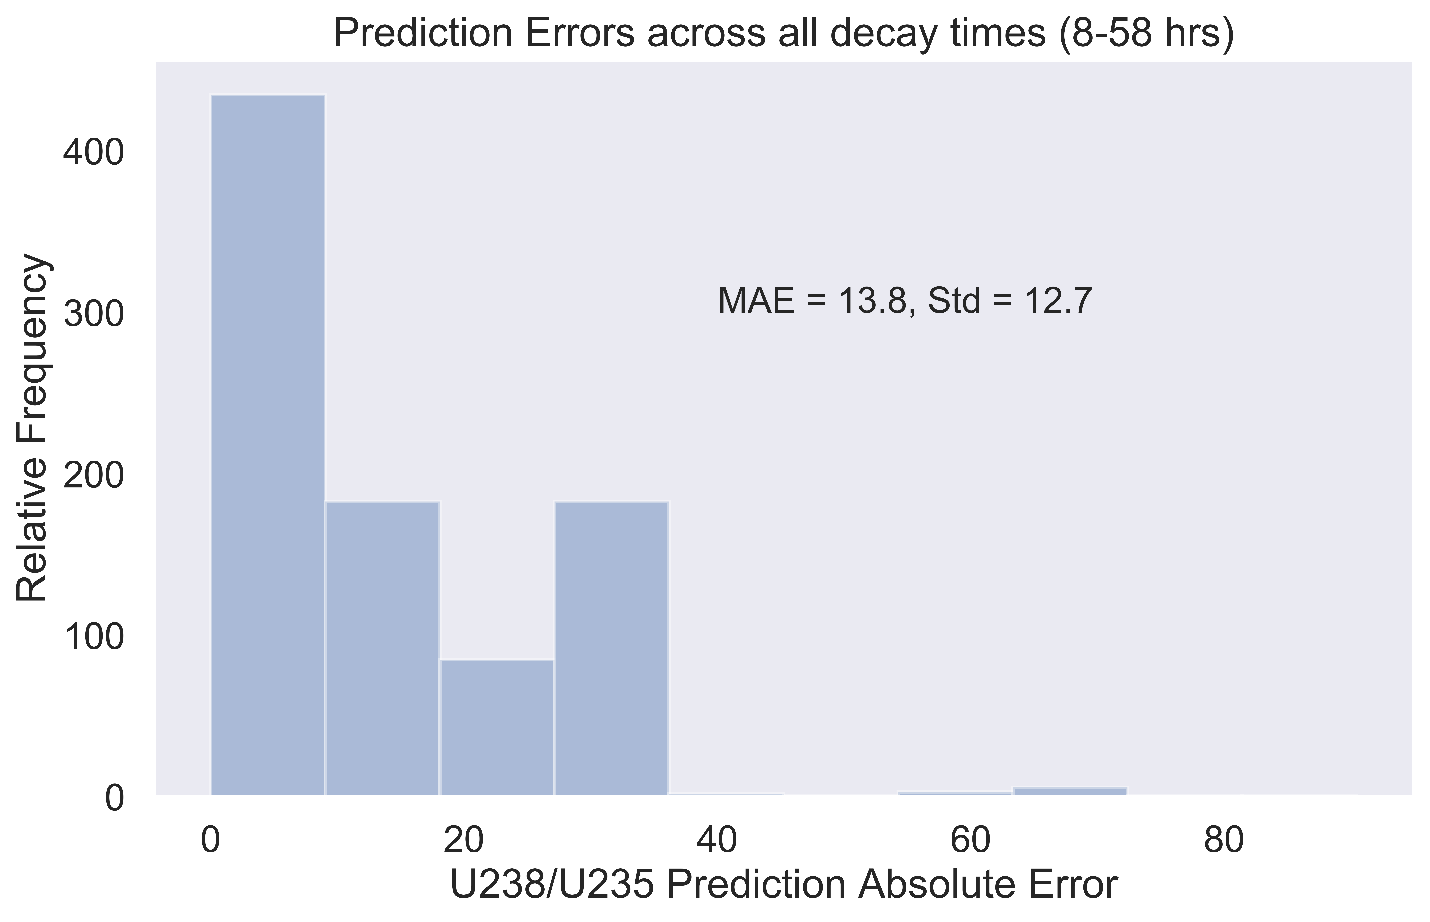 Prediction Errors across all decay times (8-58 hrs)
Relative Frequency
400
300
200
100
0
MAE = 13.8, Std = 12.7
0 20 40 60 80
U238/U235 Prediction Absolute Error